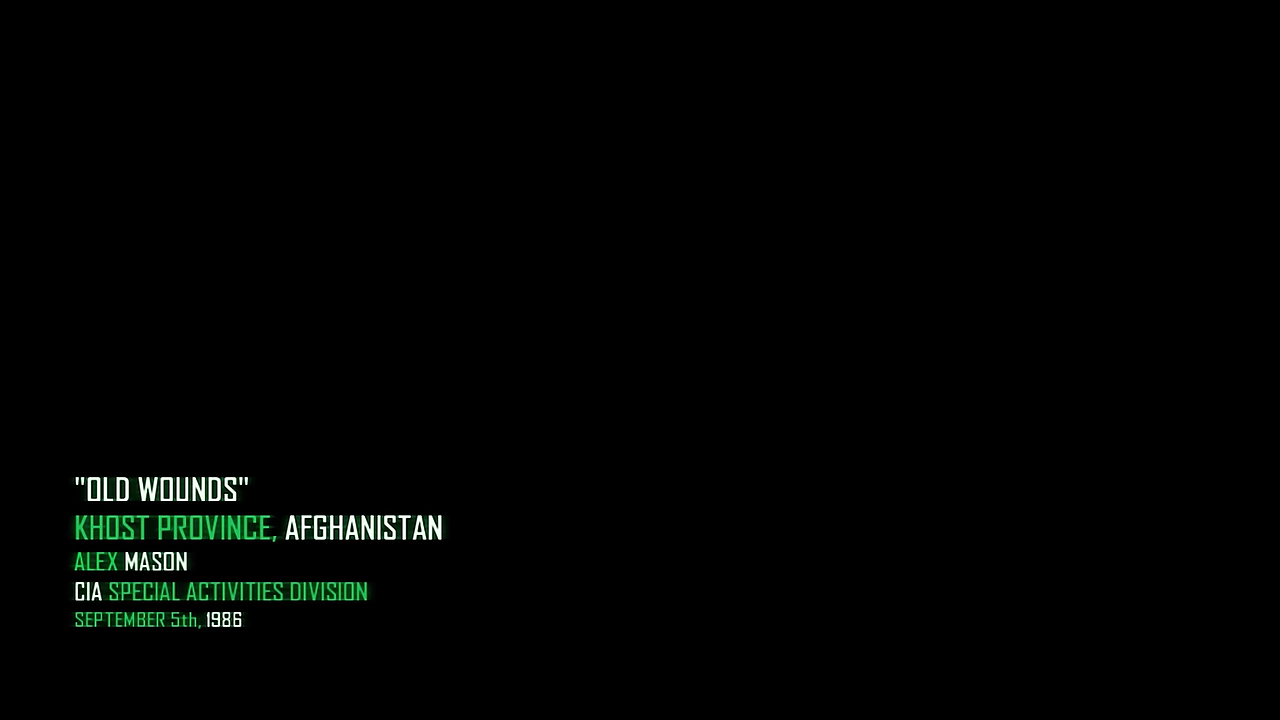 "OLD WOUNDS"
KHOST PROVINCE, AFGHANISTAN
ALEX MASON
CIA SPECIAL ACTIVITIES DIVISION
SEPTEMBER 5th, 1986